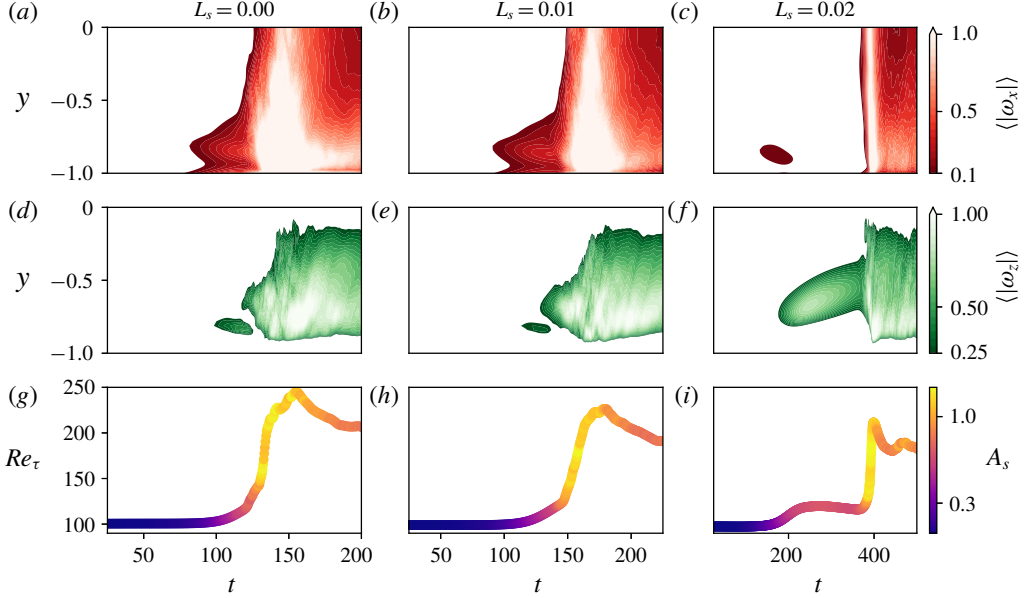 (a) L_s = 0.00 (b) L_s = 0.01 (c) L_s = 0.02
0
−0.5
−1.0
y
1.0
0.5
0.1
⟨|ω_x|⟩
(d) (e) (f)
0
−0.5
−1.0
y
1.00
0.50
0.25
⟨|ω_z|⟩
(g) (h) (i)
250
200
150
100
Re_τ
1.0
0.3
A_s
50 100 150 200 50 100 150 200 200 400
t t t